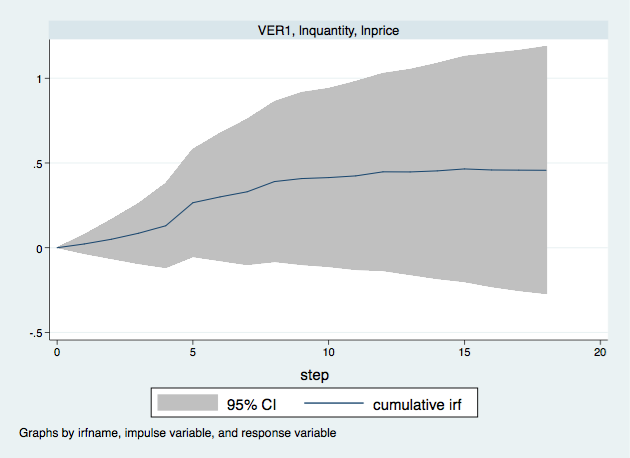 VER1, lnquantity, lnprice
1
.5
0
-.5
0 5 10 15 20
step
95% CI cumulative irf
Graphs by irfname, impulse variable, and response variable